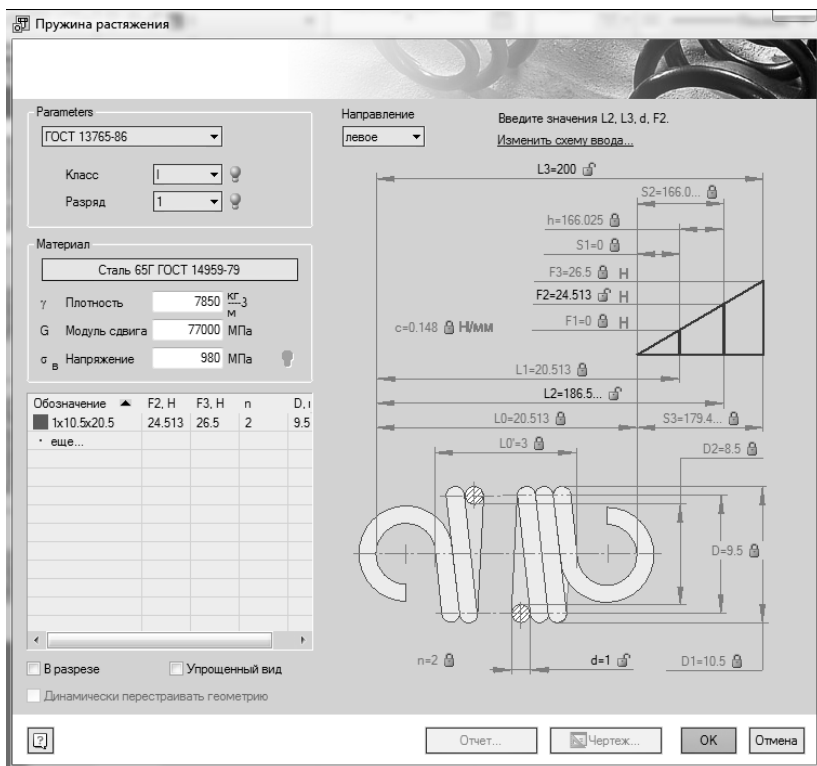 Пружина растяжения
Parameters
ГОСТ 13765-86
Класс I
Разряд 1
Материал
Сталь 65Г ГОСТ 14959-79
γ Плотность 7850 кг/м3
G Модуль сдвига 77000 МПа
σв Напряжение 980 МПа
Обозначение F2, Н F3, Н n D, г
1x10.5x20.5 24.513 26.5 2 9.5
еще...
В разрезе Упрощенный вид
Динамически перестраивать геометрию
Направление
левое
Введите значения L2, L3, d, F2.
Изменить схему ввода...
L3=200
S2=166.0...
h=166.025
S1=0
F3=26.5 Н
F2=24.513 Н
F1=0 Н
c=0.148 Н/мм
L1=20.513
L2=186.5...
L0=20.513 S3=179.4...
L0'=3
D2=8.5
D=9.5
n=2 d=1 D1=10.5
Отчет... Чертеж... OK Отмена